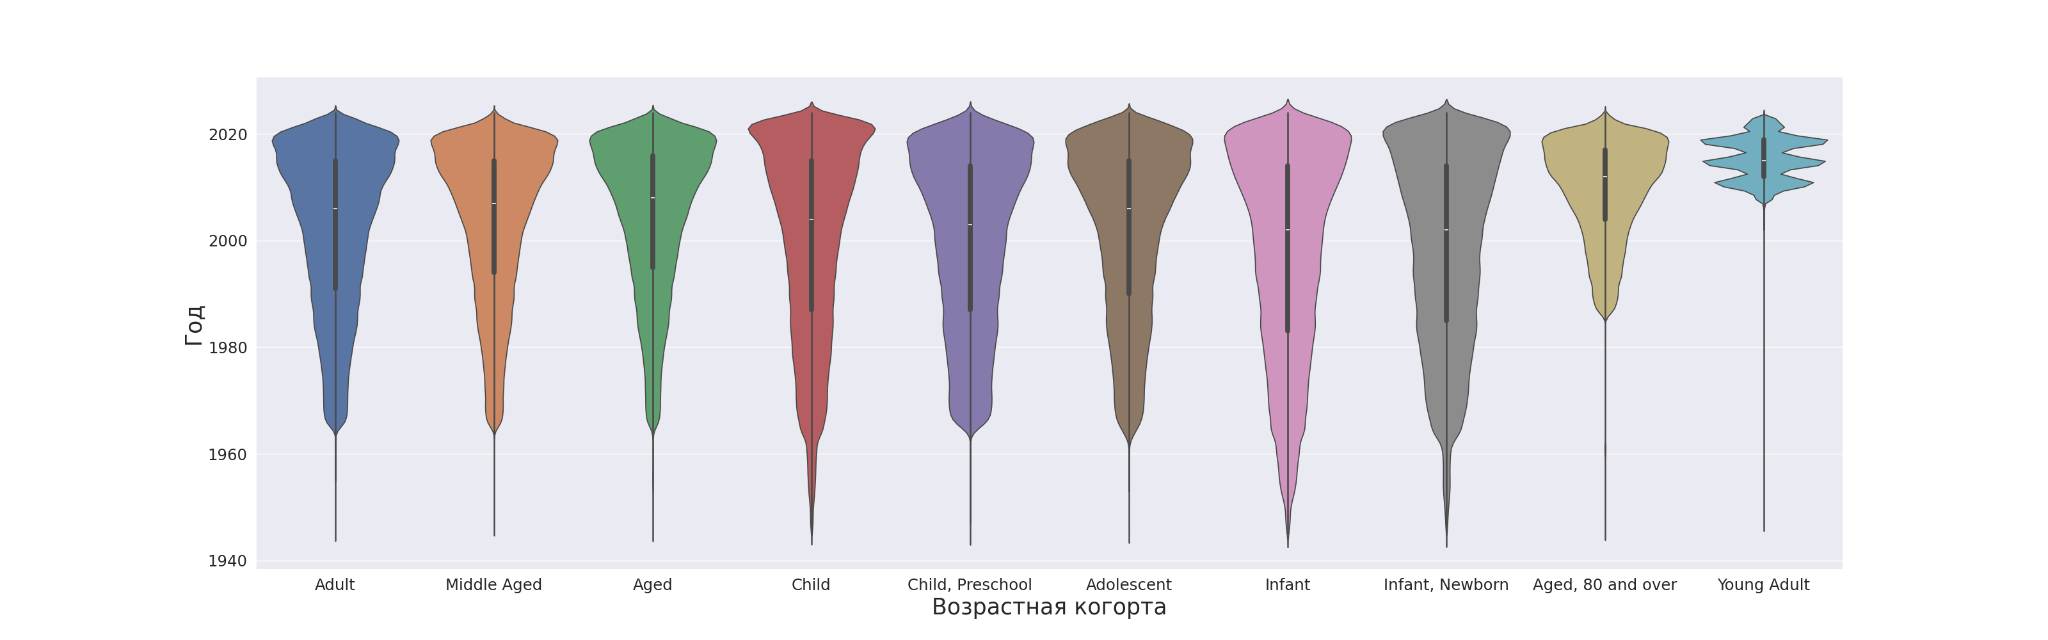 Год
2020
2000
1980
1960
1940
Adult Middle Aged Aged Child Child, Preschool Adolescent Infant Infant, Newborn Aged, 80 and over Young Adult
Возрастная когорта